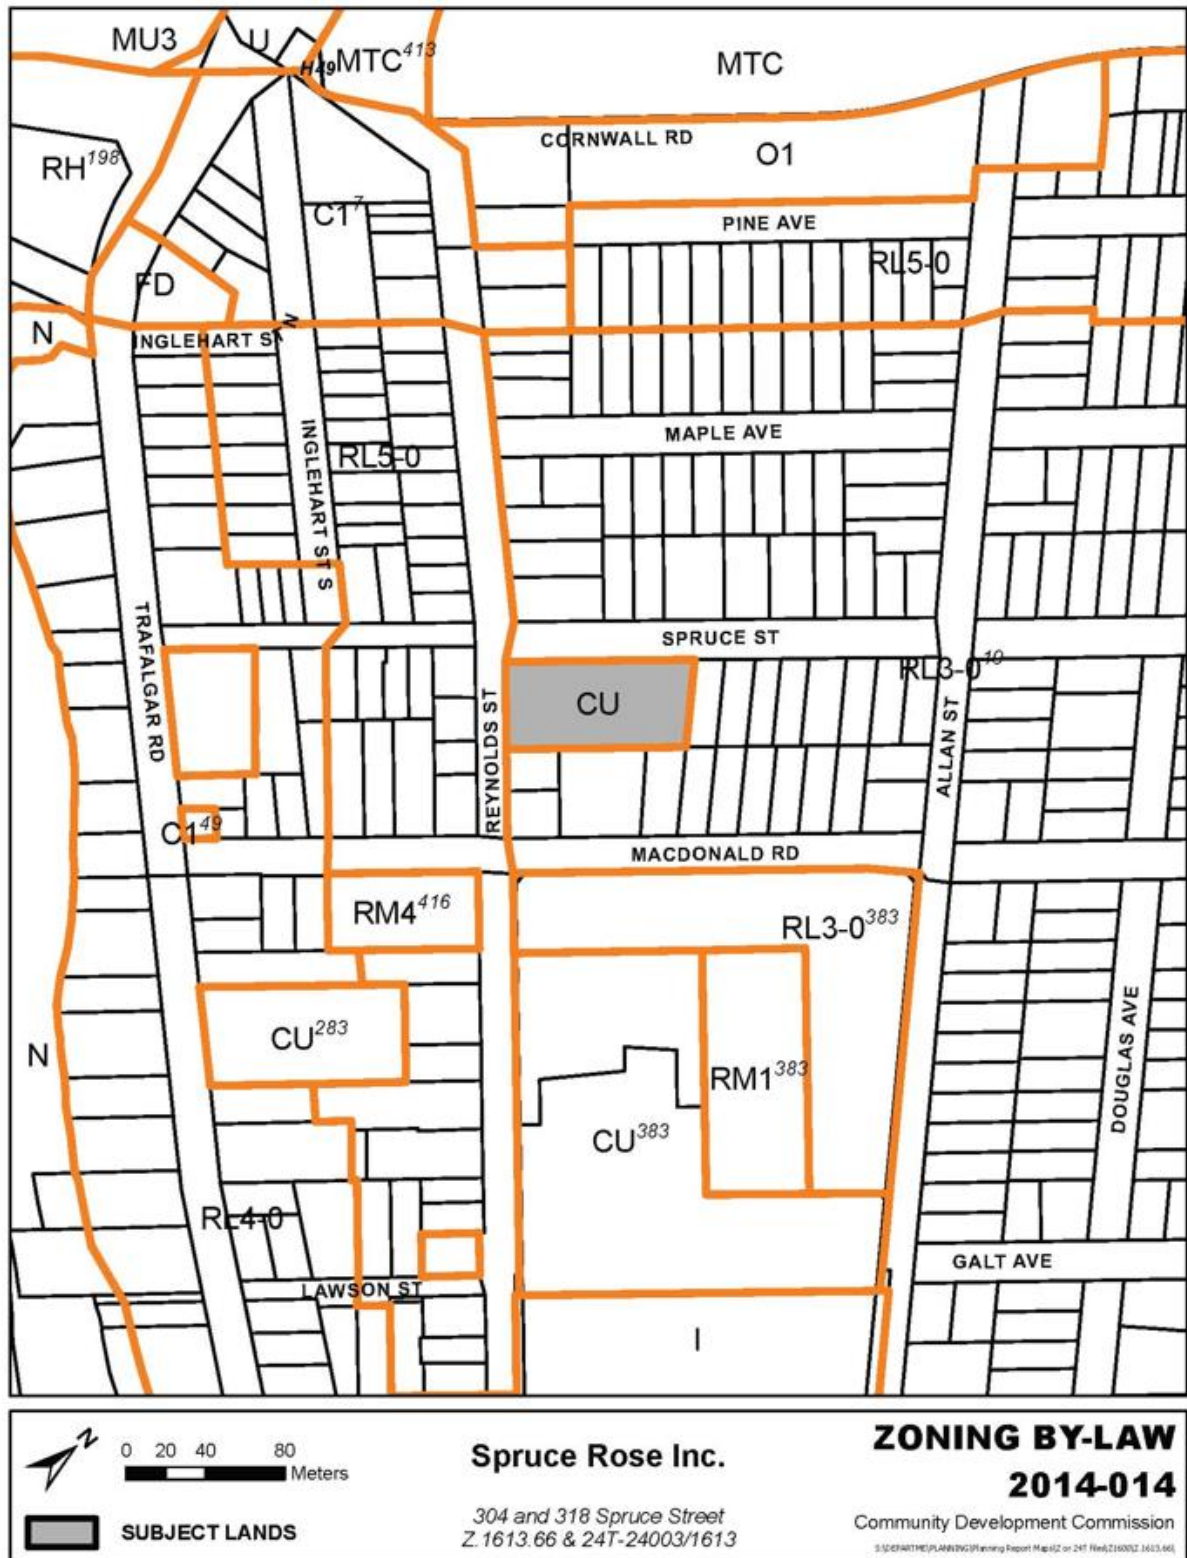 MU3
U
H49
MTC413
MTC
CORNWALL RD
O1
RH198
C17
PINE AVE
RL5-0
FD
N
INGLEHART ST N
MAPLE AVE
INGLEHART ST S
RL5-0
SPRUCE ST
RL3-010
TRAFALGAR RD
CU
REYNOLDS ST
ALLAN ST
C149
MACDONALD RD
RM4416
RL3-0383
DOUGLAS AVE
CU283
N
RM1383
CU383
RL4-0
GALT AVE
LAWSON ST
I
N
0 20 40 80
Meters
SUBJECT LANDS
Spruce Rose Inc.
304 and 318 Spruce Street
Z.1613.66 & 24T-24003/1613
ZONING BY-LAW
2014-014
Community Development Commission